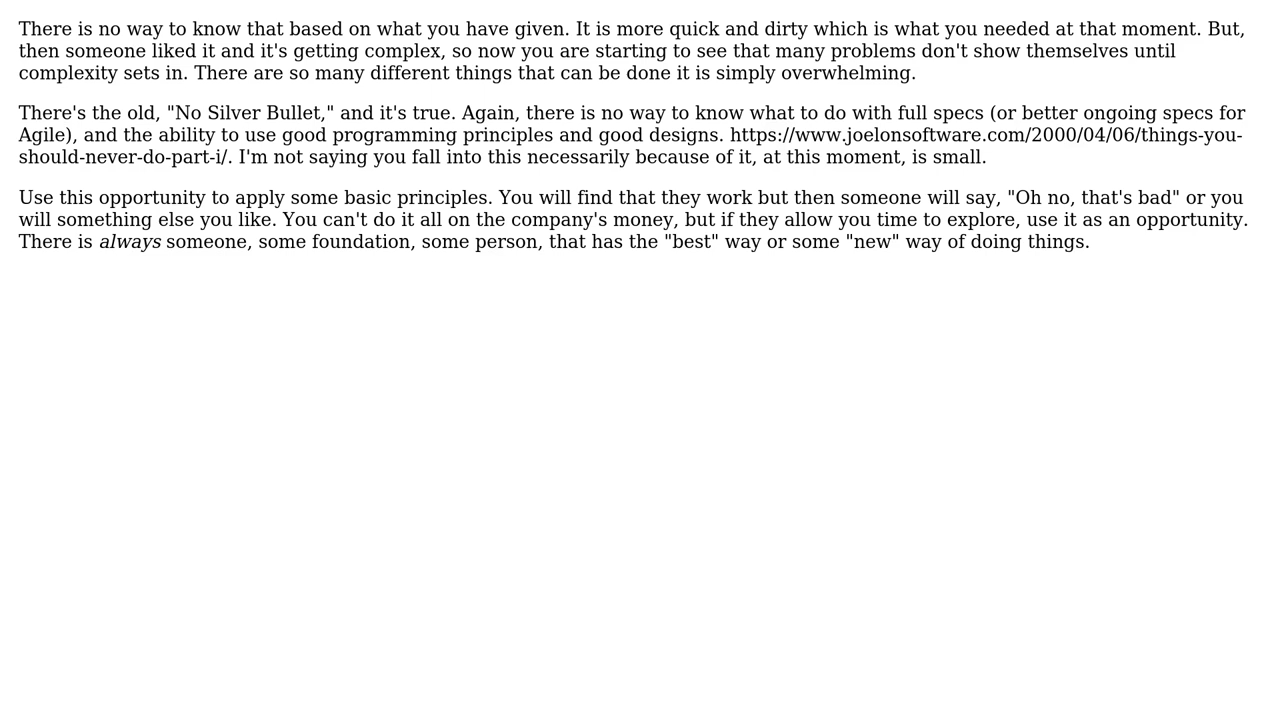 There is no way to know that based on what you have given. It is more quick and dirty which is what you needed at that moment. But,
then someone liked it and it's getting complex, so now you are starting to see that many problems don't show themselves until
complexity sets in. There are so many different things that can be done it is simply overwhelming.
There's the old, "No Silver Bullet," and it's true. Again, there is no way to know what to do with full specs (or better ongoing specs for
Agile), and the ability to use good programming principles and good designs. https://www.joelonsoftware.com/2000/04/06/things-you-
should-never-do-part-i/. I'm not saying you fall into this necessarily because of it, at this moment, is small.
Use this opportunity to apply some basic principles. You will find that they work but then someone will say, "Oh no, that's bad" or you
will something else you like. You can't do it all on the company's money, but if they allow you time to explore, use it as an opportunity.
There is always someone, some foundation, some person, that has the "best" way or some "new" way of doing things.